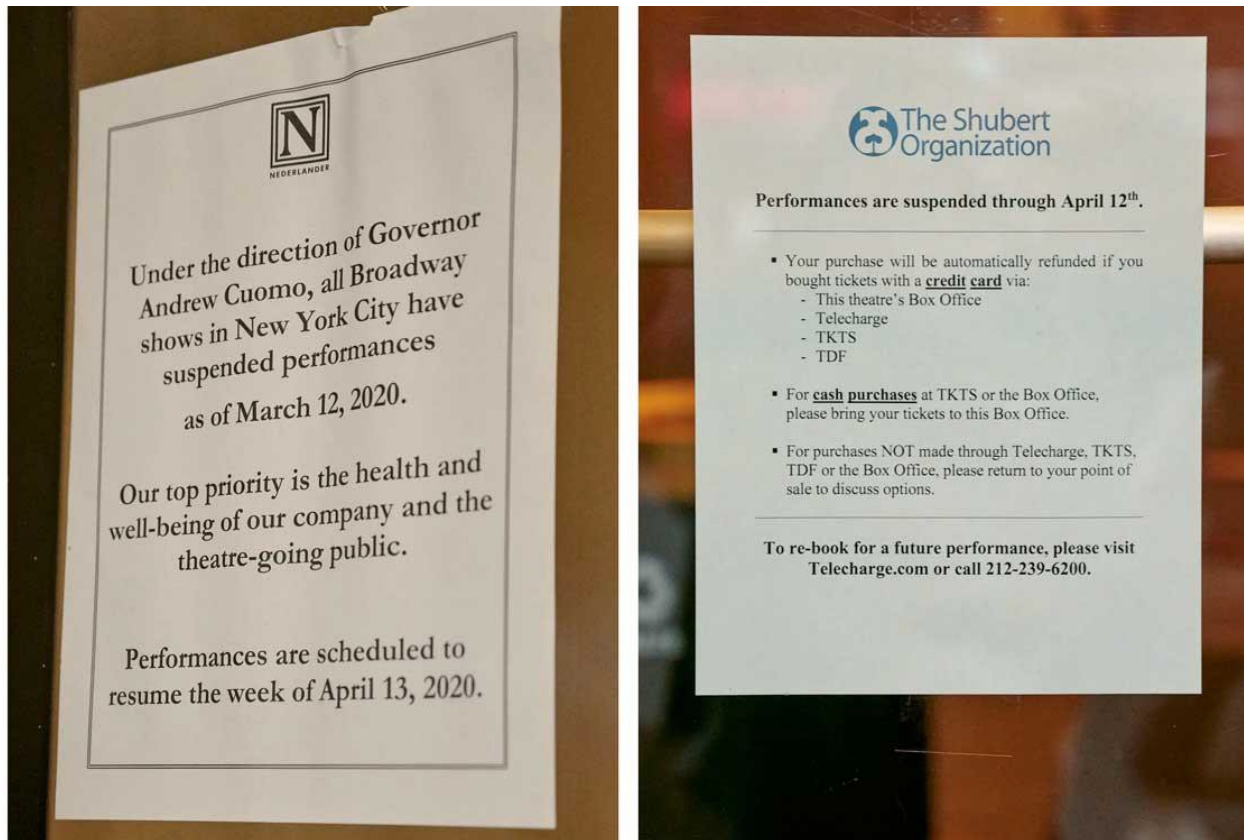 N
NEDERLANDER
Under the direction of Governor
Andrew Cuomo, all Broadway
shows in New York City have
suspended performances
as of March 12, 2020.
Our top priority is the health and
well-being of our company and the
theatre-going public.
Performances are scheduled to
resume the week of April 13, 2020.
The Shubert
Organization
Performances are suspended through April 12th.
▪ Your purchase will be automatically refunded if you
bought tickets with a credit card via:
- This theatre's Box Office
- Telecharge
- TKTS
- TDF
▪ For cash purchases at TKTS or the Box Office,
please bring your tickets to this Box Office.
▪ For purchases NOT made through Telecharge, TKTS,
TDF or the Box Office, please return to your point of
sale to discuss options.
To re-book for a future performance, please visit
Telecharge.com or call 212-239-6200.